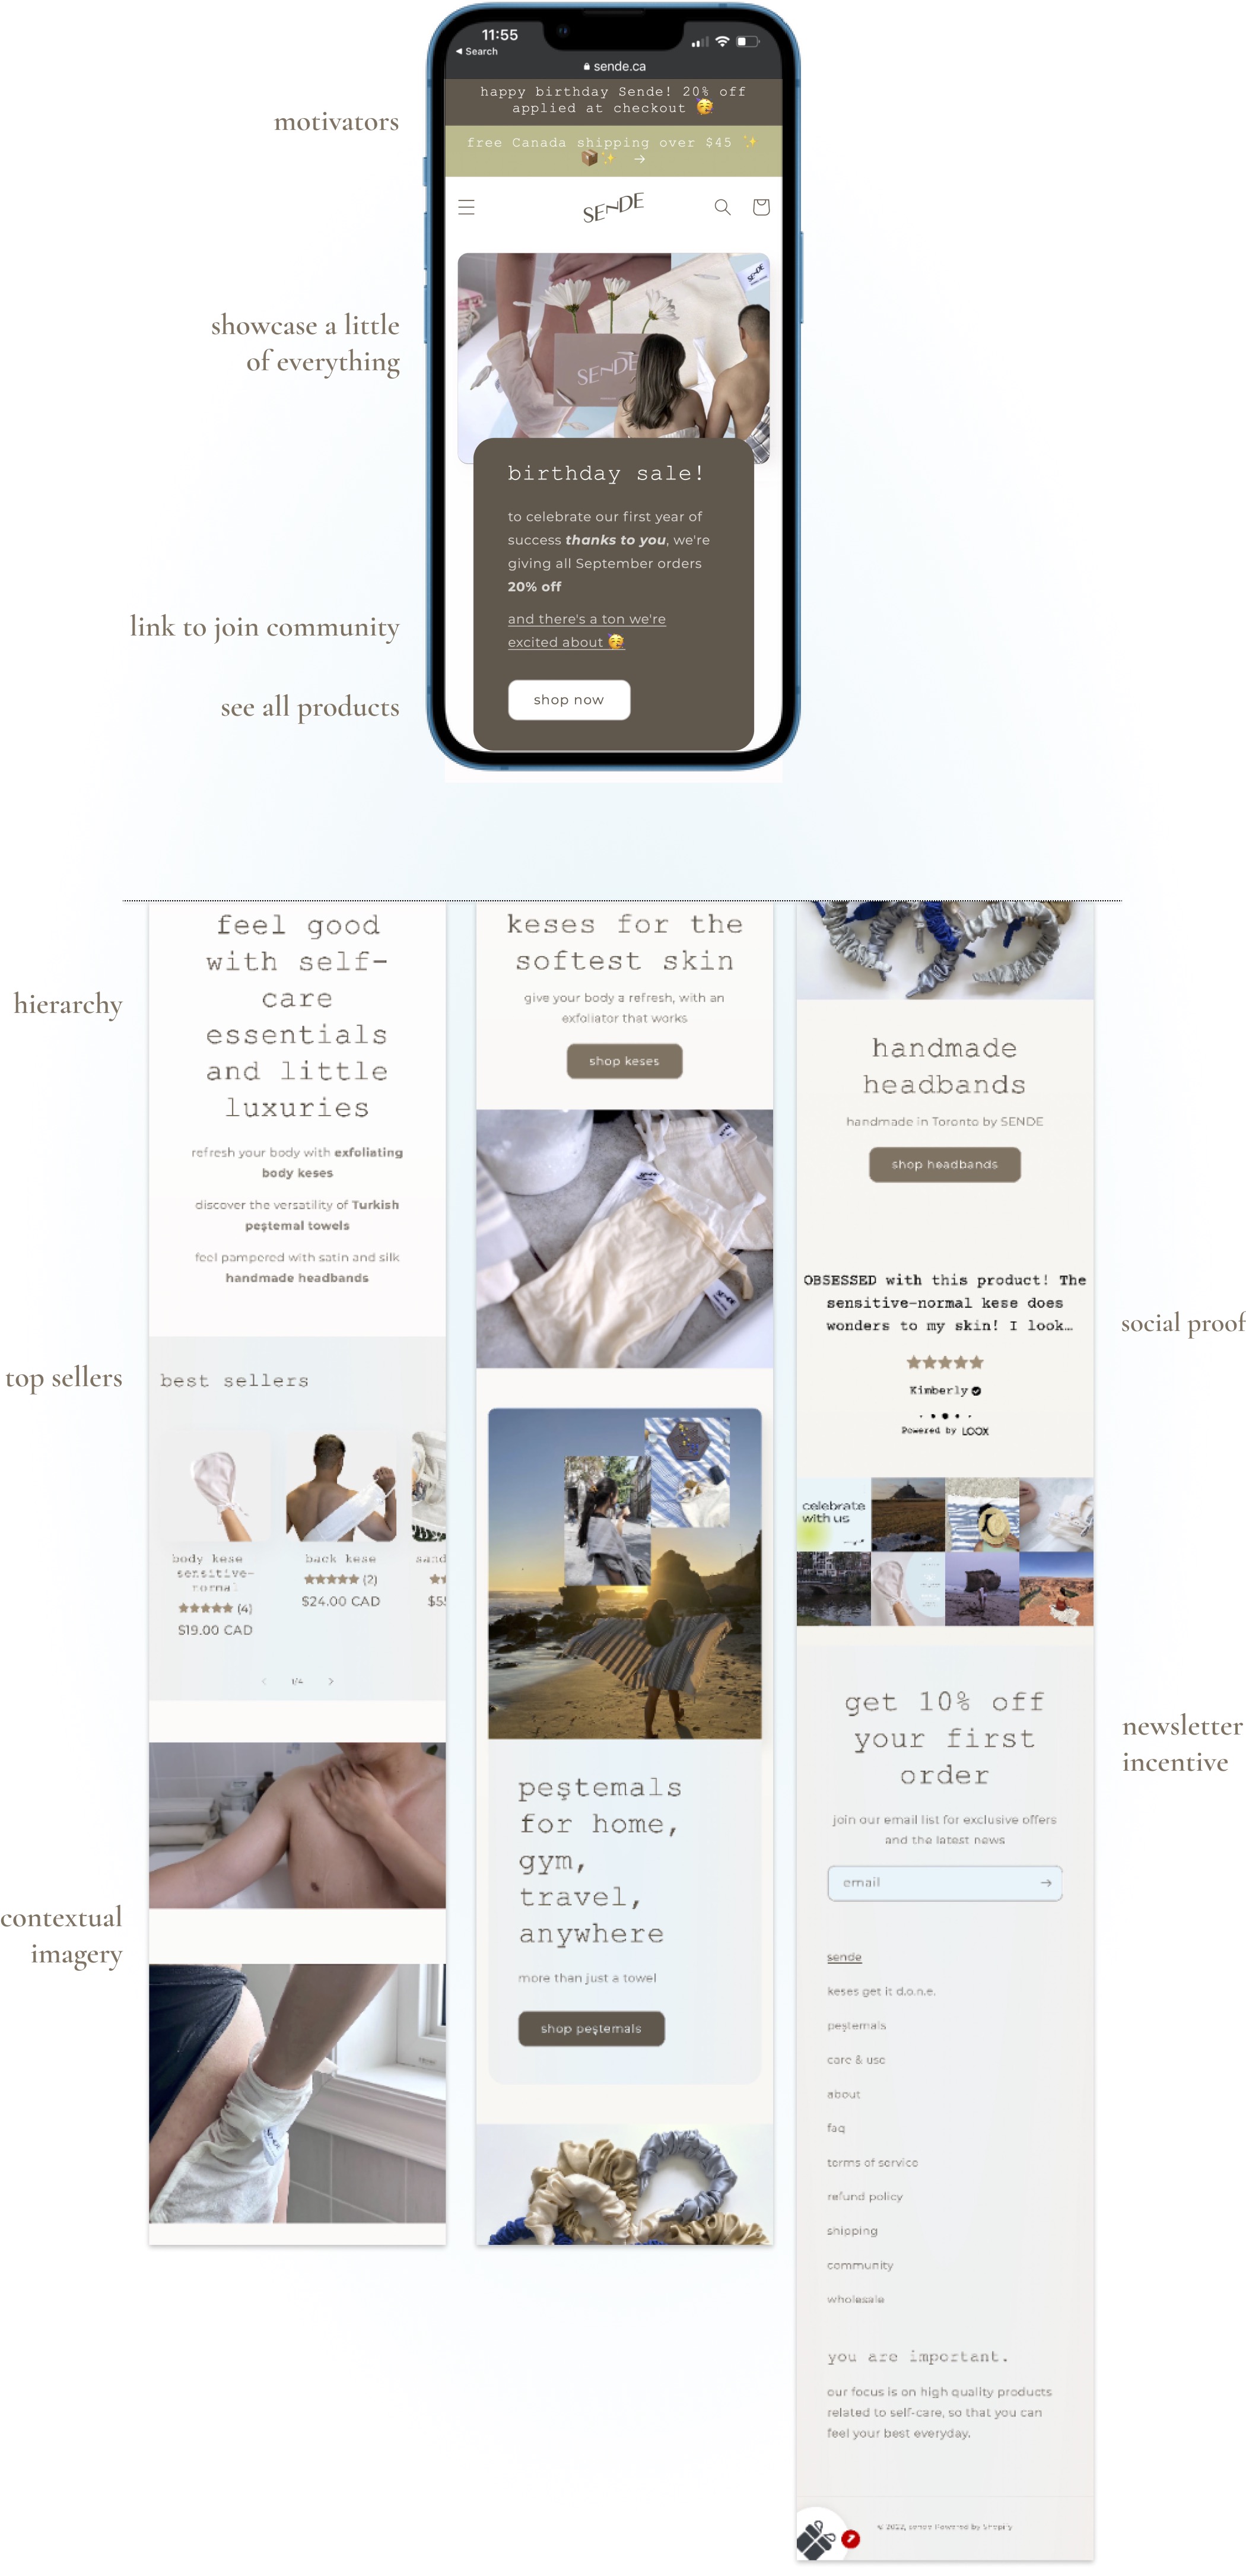 11:55
◀ Search
sende.ca
happy birthday Sende! 20% off
applied at checkout 🥳
free Canada shipping over $45 ✨
📦✨ →
motivators
SENDE
SENDE
SENDE
showcase a little
of everything
birthday sale!
to celebrate our first year of
success thanks to you, we're
giving all September orders
20% off
and there's a ton we're
excited about 🥳
link to join community
shop now
see all products
hierarchy
feel good
with self-
care
essentials
and little
luxuries
refresh your body with exfoliating
body keses
discover the versatility of Turkish
peştemal towels
feel pampered with satin and silk
handmade headbands
top sellers
best sellers
body kese
sensitive-
normal
★★★★★ (4)
$19.00 CAD
back kese
★★★★★ (2)
$24.00 CAD
sand
★★
$55
< 1/4 >
contextual
imagery
keses for the
softest skin
give your body a refresh, with an
exfoliator that works
shop keses
SENDE
peştemals
for home,
gym,
travel,
anywhere
more than just a towel
shop peştemals
handmade
headbands
handmade in Toronto by SENDE
shop headbands
OBSESSED with this product! The
sensitive-normal kese does
wonders to my skin! I look…
★★★★★
Kimberly
Powered by LOOX
social proof
celebrate
with us
get 10% off
your first
order
newsletter
incentive
join our email list for exclusive offers
and the latest news
email →
sende
keses get it d.o.n.e.
peştemals
care & use
about
faq
terms of service
refund policy
shipping
community
wholesale
you are important.
our focus is on high quality products
related to self-care, so that you can
feel your best everyday.
© 2022, sende Powered by Shopify